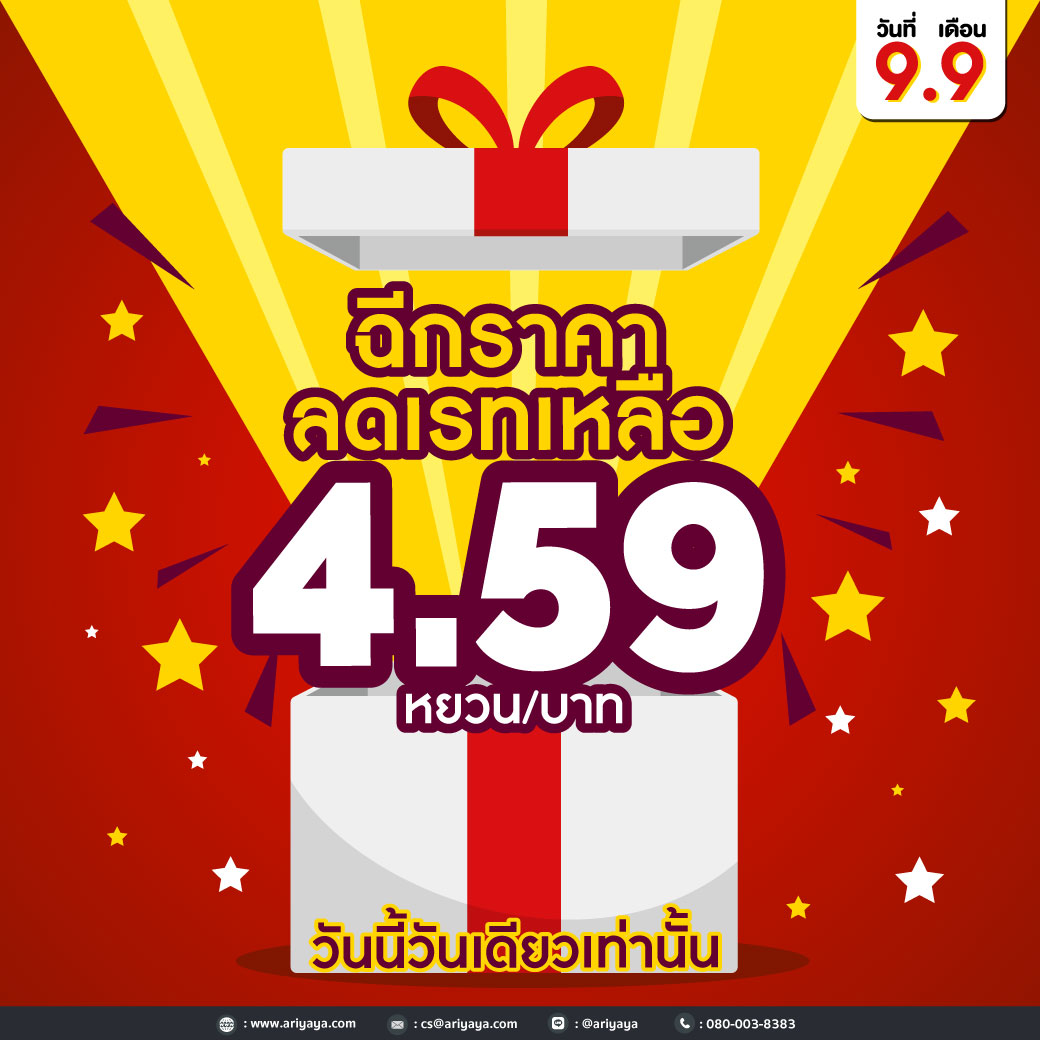 วันที่ เดือน
9.9
ฉีกราคา
ลดเรทเหลือ
4.59
หยวน/บาท
วันนี้วันเดียวเท่านั้น
: www.ariyaya.com : cs@ariyaya.com : @ariyaya : 080-003-8383